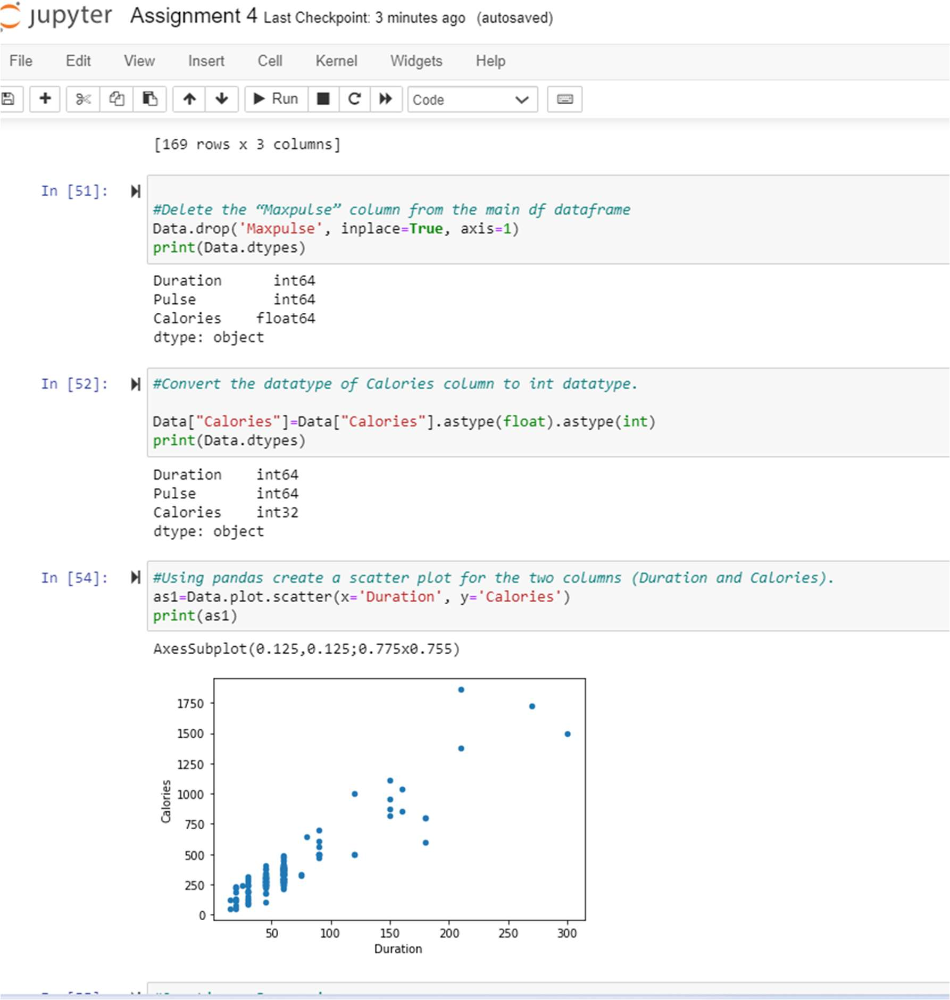 jupyter Assignment 4 Last Checkpoint: 3 minutes ago (autosaved)
File Edit View Insert Cell Kernel Widgets Help
Run Code
[169 rows x 3 columns]
In [51]:
#Delete the “Maxpulse” column from the main df dataframe
Data.drop('Maxpulse', inplace=True, axis=1)
print(Data.dtypes)
Duration int64
Pulse int64
Calories float64
dtype: object
In [52]:
#Convert the datatype of Calories column to int datatype.
Data["Calories"]=Data["Calories"].astype(float).astype(int)
print(Data.dtypes)
Duration int64
Pulse int64
Calories int32
dtype: object
In [54]:
#Using pandas create a scatter plot for the two columns (Duration and Calories).
as1=Data.plot.scatter(x='Duration', y='Calories')
print(as1)
AxesSubplot(0.125,0.125;0.775x0.755)
1750
1500
1250
1000
750
500
250
0
Calories
50 100 150 200 250 300
Duration